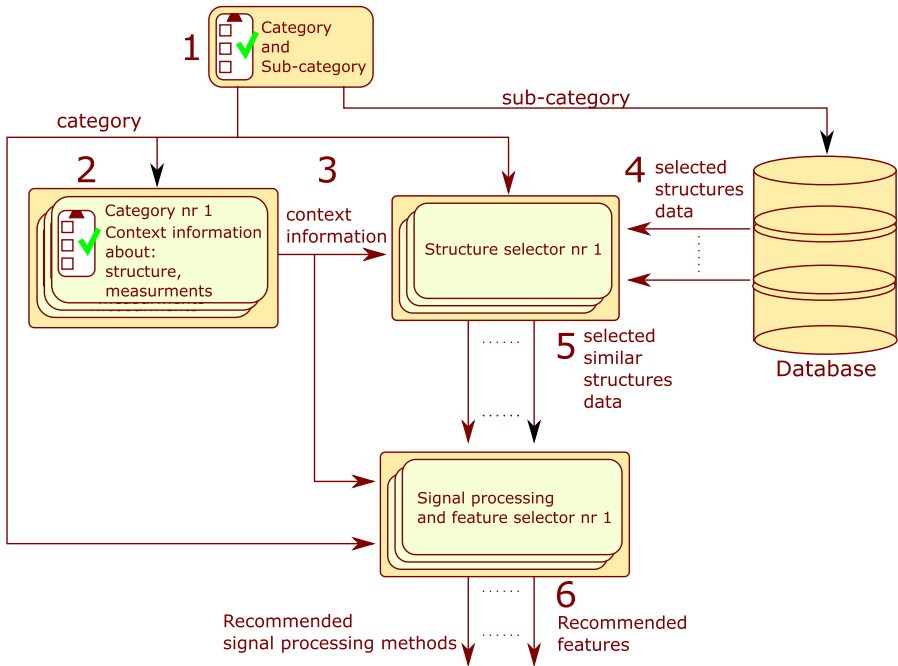 1
Category
and
Sub-category
category
sub-category
2
Category nr 1
Context information
about:
structure,
measurments
3
context
information
Structure selector nr 1
4
selected
structures
data
Database
5
selected
similar
structures
data
Signal processing
and feature selector nr 1
6
Recommended
signal processing methods
Recommended
features